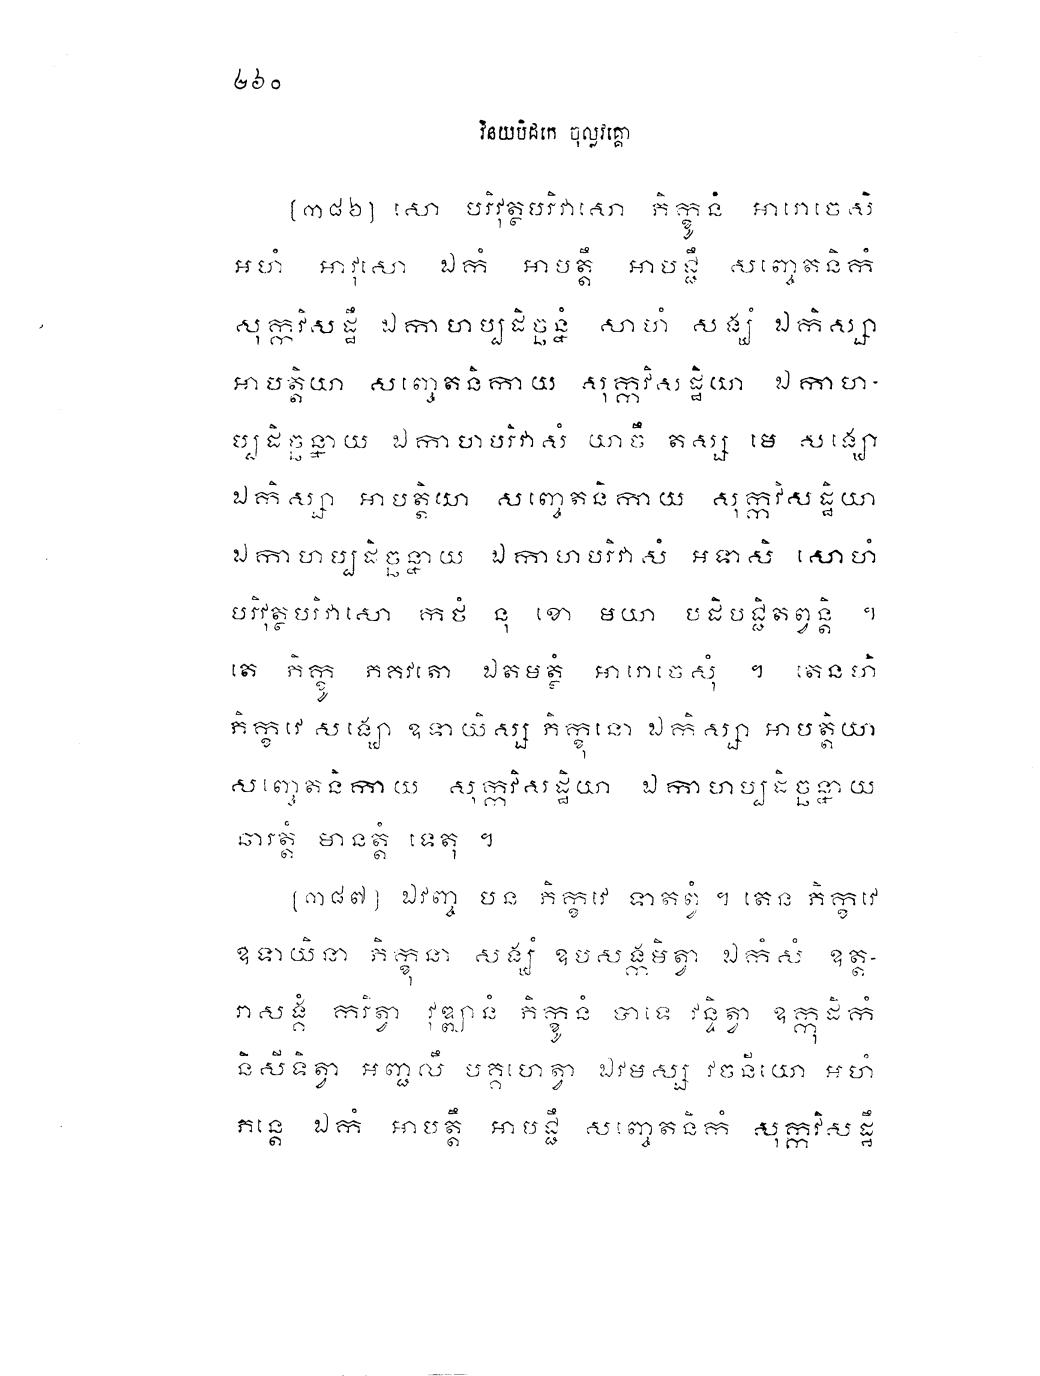 ២៦០
វិនយបិដកេ ចុល្លវគ្គោ
(៣៨៦) សោ បរិវុត្ថបរិវាសោ ភិក្ខូនំ អារោចេសិ
អហំ អាវុសោ ឯកំ អាបត្តឹ អាបជ្ជឹ សញ្ចេតនិកំ
សុក្កវិសដ្ឋឹ ឯកាហប្បដិច្ឆន្នំ សាហំ សង្ឃំ ឯកិស្សា
អាបត្តិយា សញ្ចេតនិកាយ សុក្កវិសដ្ឋិយា ឯកាហ-
ប្បដិច្ឆន្នាយ ឯកាហបរិវាសំ យាចឹ តស្ស មេ សង្ឃោ
ឯកិស្សា អាបត្តិយា សញ្ចេតនិកាយ សុក្កវិសដ្ឋិយា
ឯកាហប្បដិច្ឆន្នាយ ឯកាហបរិវាសំ អទាសិ សោហំ
បរិវុត្ថបរិវាសោ កថំ នុ ខោ មយា បដិបជ្ជិតព្វន្តិ ។
តេ ភិក្ខូ ភគវតោ ឯតមត្ថំ អារោចេសុំ ។ តេនហិ
ភិក្ខវេ សង្ឃោ ឧទាយិស្ស ភិក្ខុនោ ឯកិស្សា អាបត្តិយា
សញ្ចេតនិកាយ សុក្កវិសដ្ឋិយា ឯកាហប្បដិច្ឆន្នាយ
ឆារត្តំ មានត្តំ ទេតុ ។
(៣៨៧) ឯវញ្ច បន ភិក្ខវេ ទាតព្វំ ។ តេន ភិក្ខវេ
ឧទាយិនា ភិក្ខុនា សង្ឃំ ឧបសង្កមិត្វា ឯកំសំ ឧត្ត-
រាសង្គំ ករិត្វា វុឌ្ឍានំ ភិក្ខូនំ បាទេ វន្ទិត្វា ឧក្កុដិកំ
និសីទិត្វា អញ្ជលឹ បគ្គហេត្វា ឯវមស្ស វចនីយោ អហំ
ភន្តេ ឯកំ អាបត្តឹ អាបជ្ជឹ សញ្ចេតនិកំ សុក្កវិសដ្ឋឹ